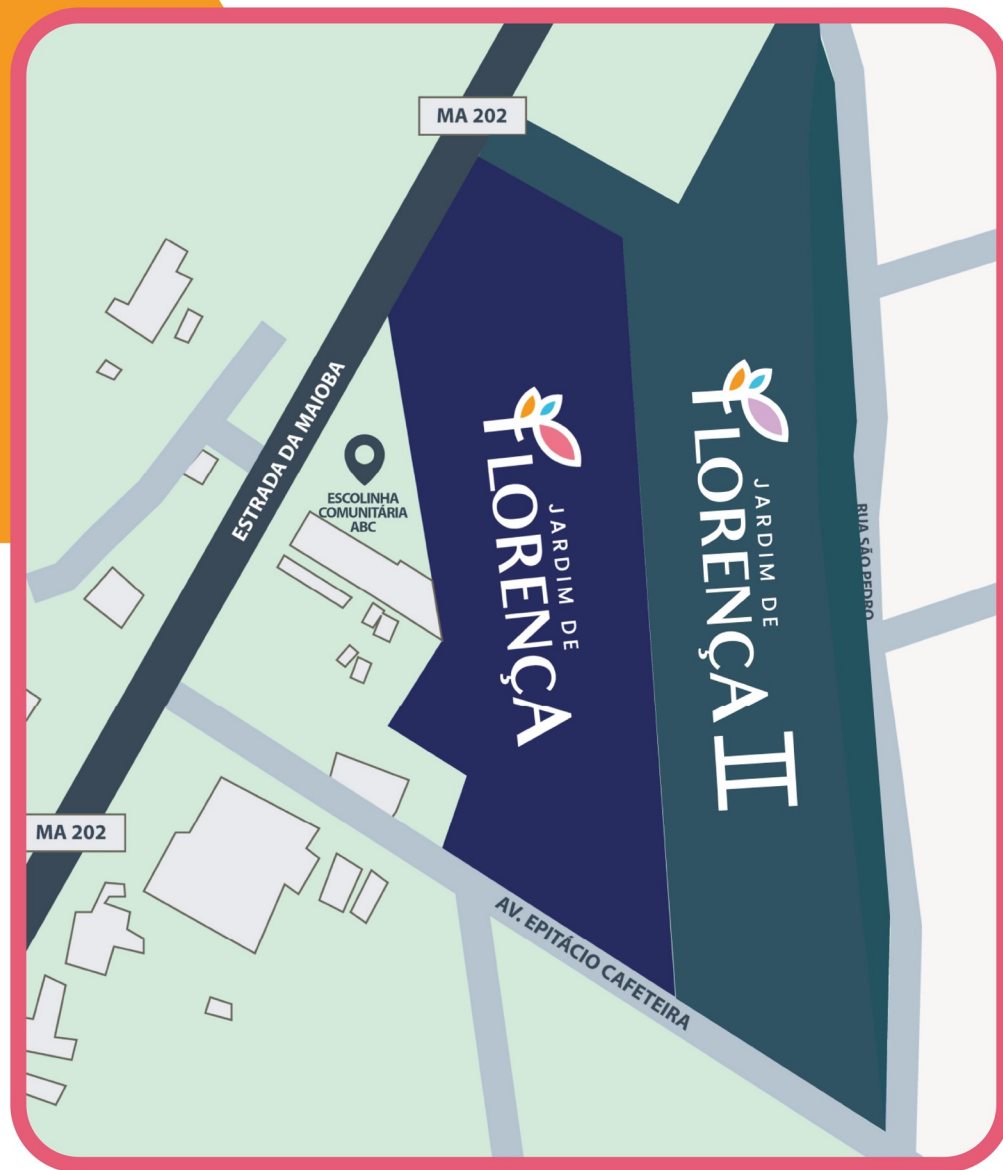 MA 202
ESTRADA DA MAIOBA
ESCOLINHA
COMUNITÁRIA
ABC
JARDIM DE
FLORENÇA
JARDIM DE
FLORENÇA II
RUA SÃO PEDRO
MA 202
AV. EPITÁCIO CAFETEIRA